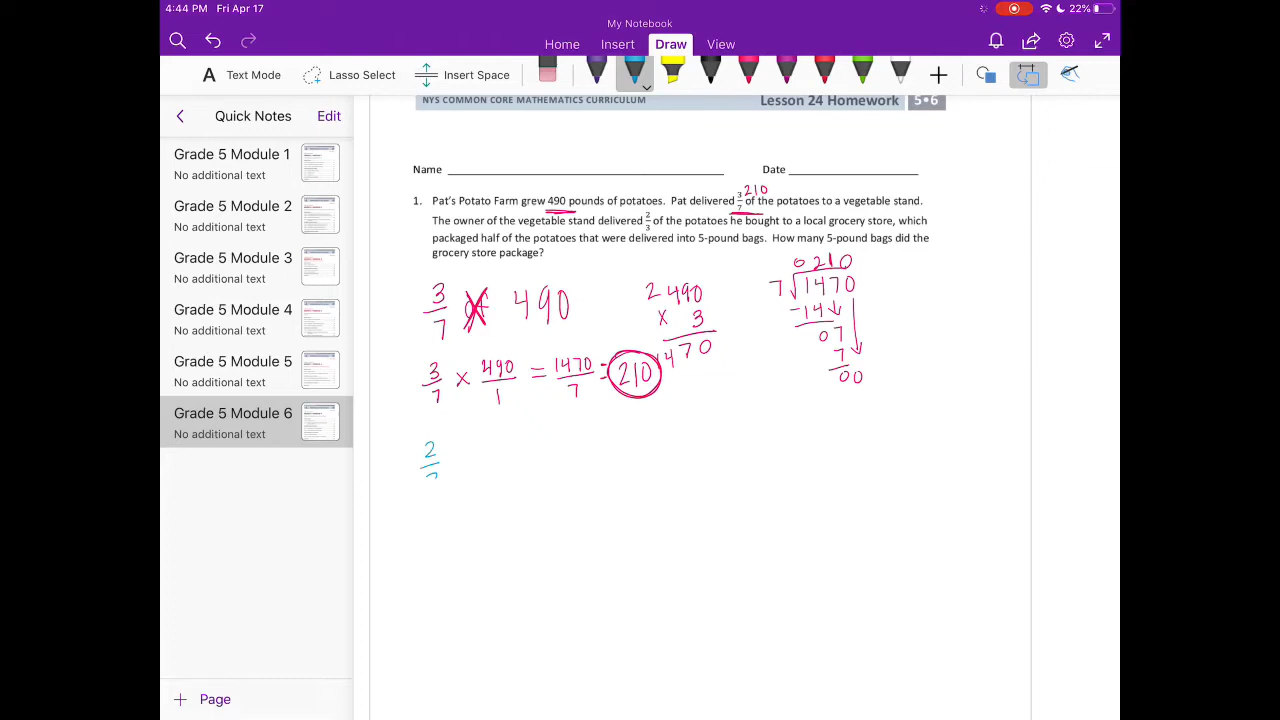 4:44 PM Fri Apr 17
22%
My Notebook
Home Insert Draw View
A Text Mode Lasso Select Insert Space
Quick Notes Edit
Grade 5 Module 1
No additional text
Grade 5 Module 2
No additional text
Grade 5 Module 3
No additional text
Grade 5 Module 4
No additional text
Grade 5 Module 5
No additional text
Grade 5 Module 6
No additional text
+ Page
NYS COMMON CORE MATHEMATICS CURRICULUM Lesson 24 Homework 5•6
Name Date
210
1. Pat's Potato Farm grew 490 pounds of potatoes. Pat delivered 3/7 of the potatoes to a vegetable stand.
The owner of the vegetable stand delivered 2/3 of the potatoes he bought to a local grocery store, which
packaged half of the potatoes that were delivered into 5-pound bags. How many 5-pound bags did the
grocery store package?
3/7 of 490
3/7 × 490/1 = 1470/7 = 210
2 490
× 3
1470
0210
7 1470
-14
07
-7
00
2